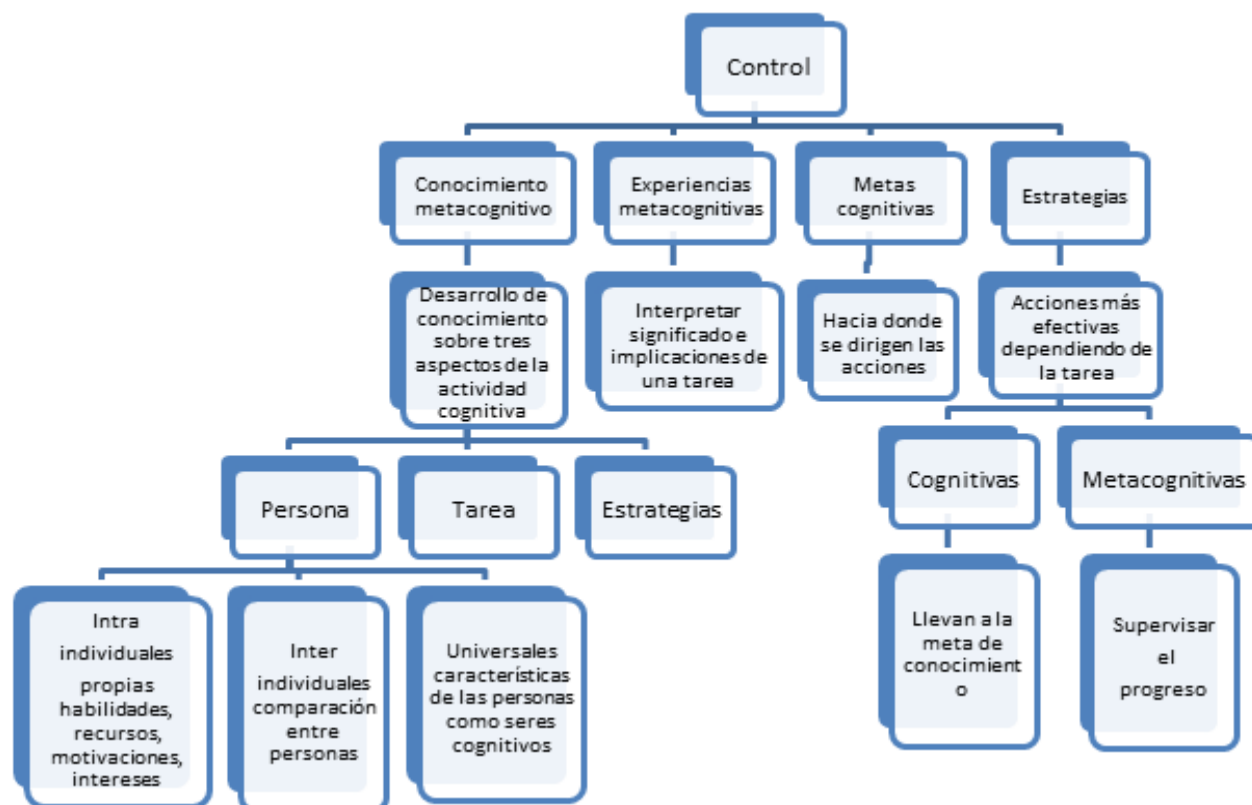 Control
Conocimiento
metacognitivo
Experiencias
metacognitivas
Metas
cognitivas
Estrategias
Desarrollo de
conocimiento
sobre tres
aspectos de la
actividad
cognitiva
Interpretar
significado e
implicaciones de
una tarea
Hacia donde
se dirigen las
acciones
Acciones más
efectivas
dependiendo de
la tarea
Persona
Tarea
Estrategias
Cognitivas
Metacognitivas
Intra
individuales
propias
habilidades,
recursos,
motivaciones,
intereses
Inter
individuales
comparación
entre
personas
Universales
características
de las personas
como seres
cognitivos
Llevan a la
meta de
conocimient
o
Supervisar
el
progreso